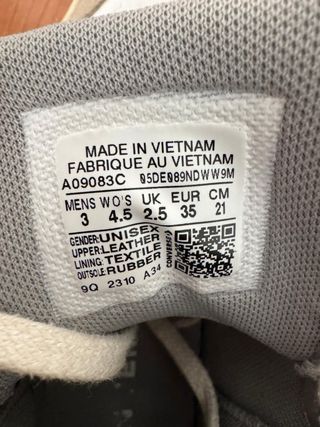 MADE IN VIETNAM
FABRIQUE AU VIETNAM
A09083C 05DE089NDWW9M
MENS WO'S UK EUR CM
3 4.5 2.5 35 21
GENDER: UNISEX
UPPER: LEATHER
LINING: TEXTILE
OUTSOLE: RUBBER
9Q 2310 A34